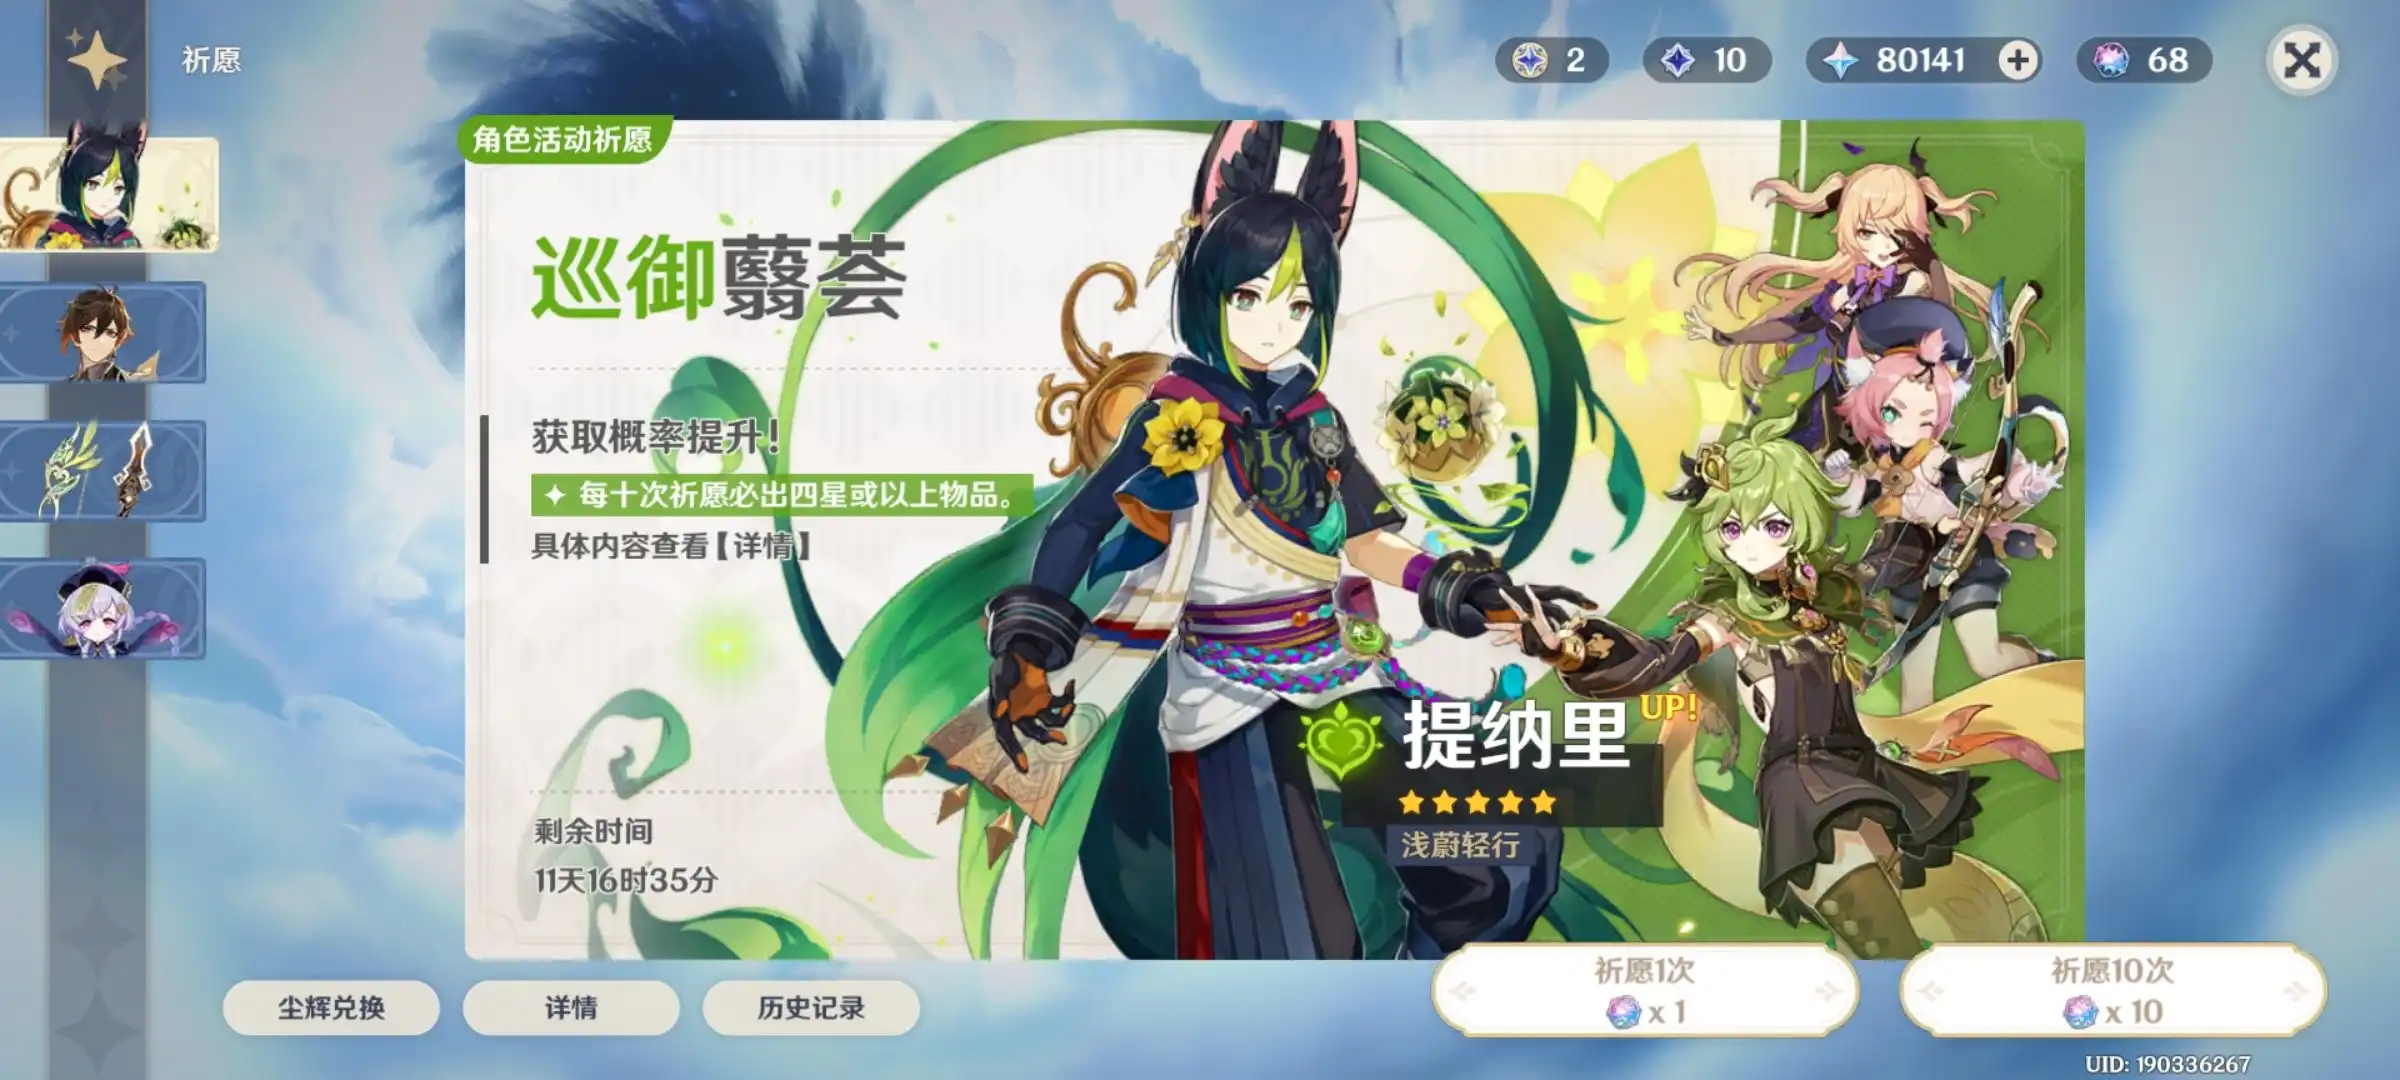 祈愿
2
10
80141
68
角色活动祈愿
巡御蘙荟
获取概率提升！
每十次祈愿必出四星或以上物品。
具体内容查看【详情】
提纳里 UP!
浅蔚轻行
剩余时间
11天16时35分
尘辉兑换
详情
历史记录
祈愿1次
x 1
祈愿10次
x 10
UID: 190336267